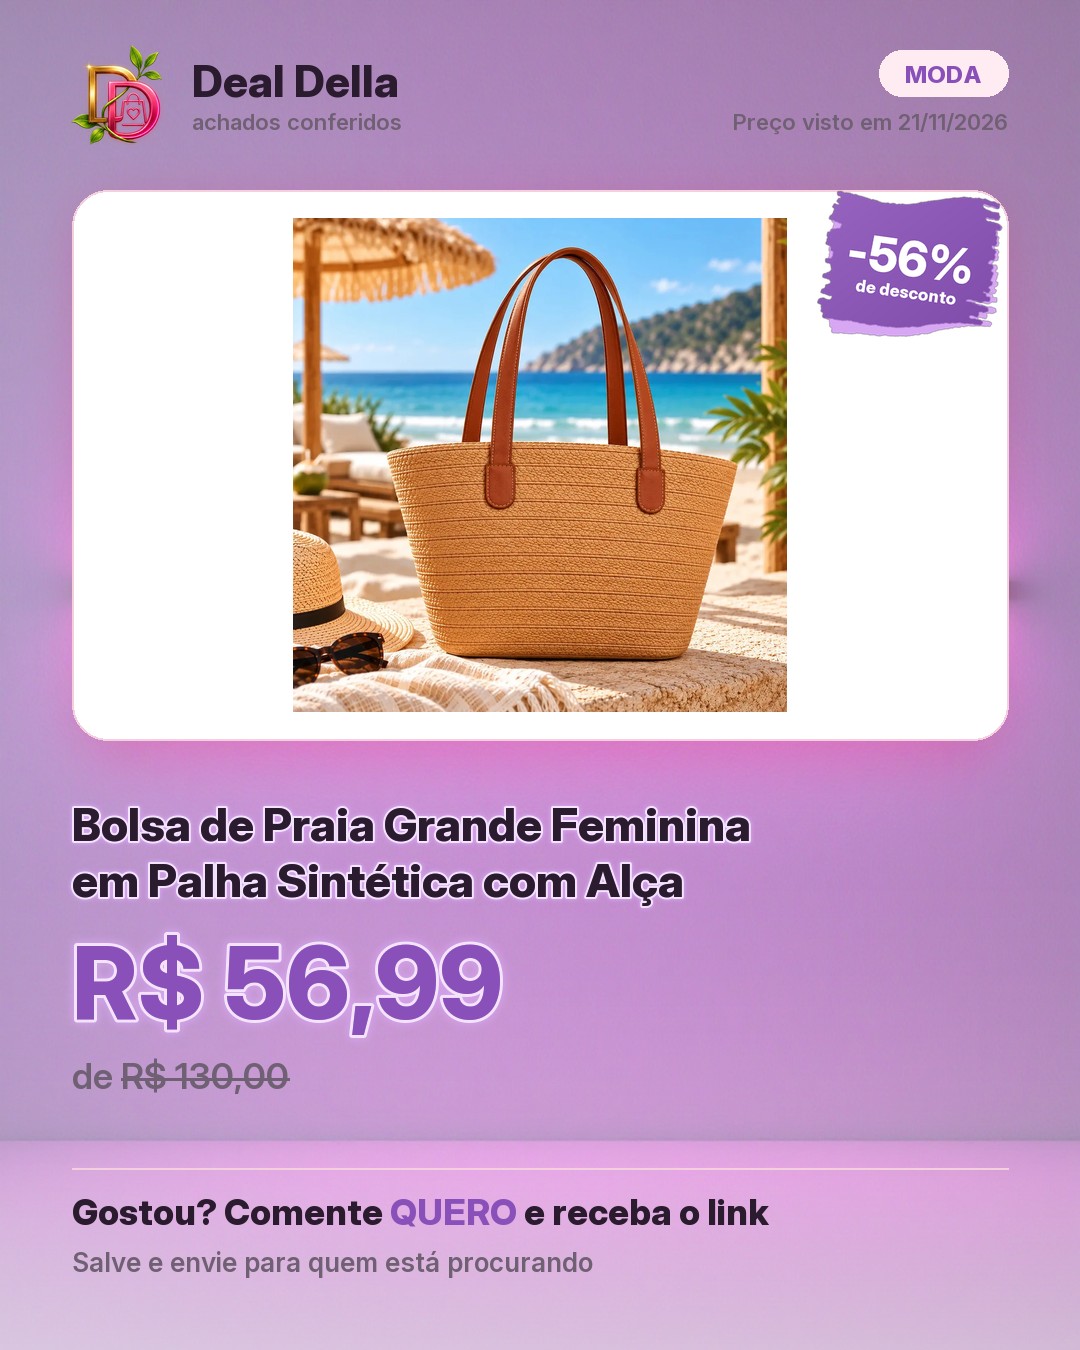 Deal Della
achados conferidos
MODA
Preço visto em 21/11/2026
-56%
de desconto
Bolsa de Praia Grande Feminina
em Palha Sintética com Alça
R$ 56,99
de R$ 130,00
Gostou? Comente QUERO e receba o link
Salve e envie para quem está procurando